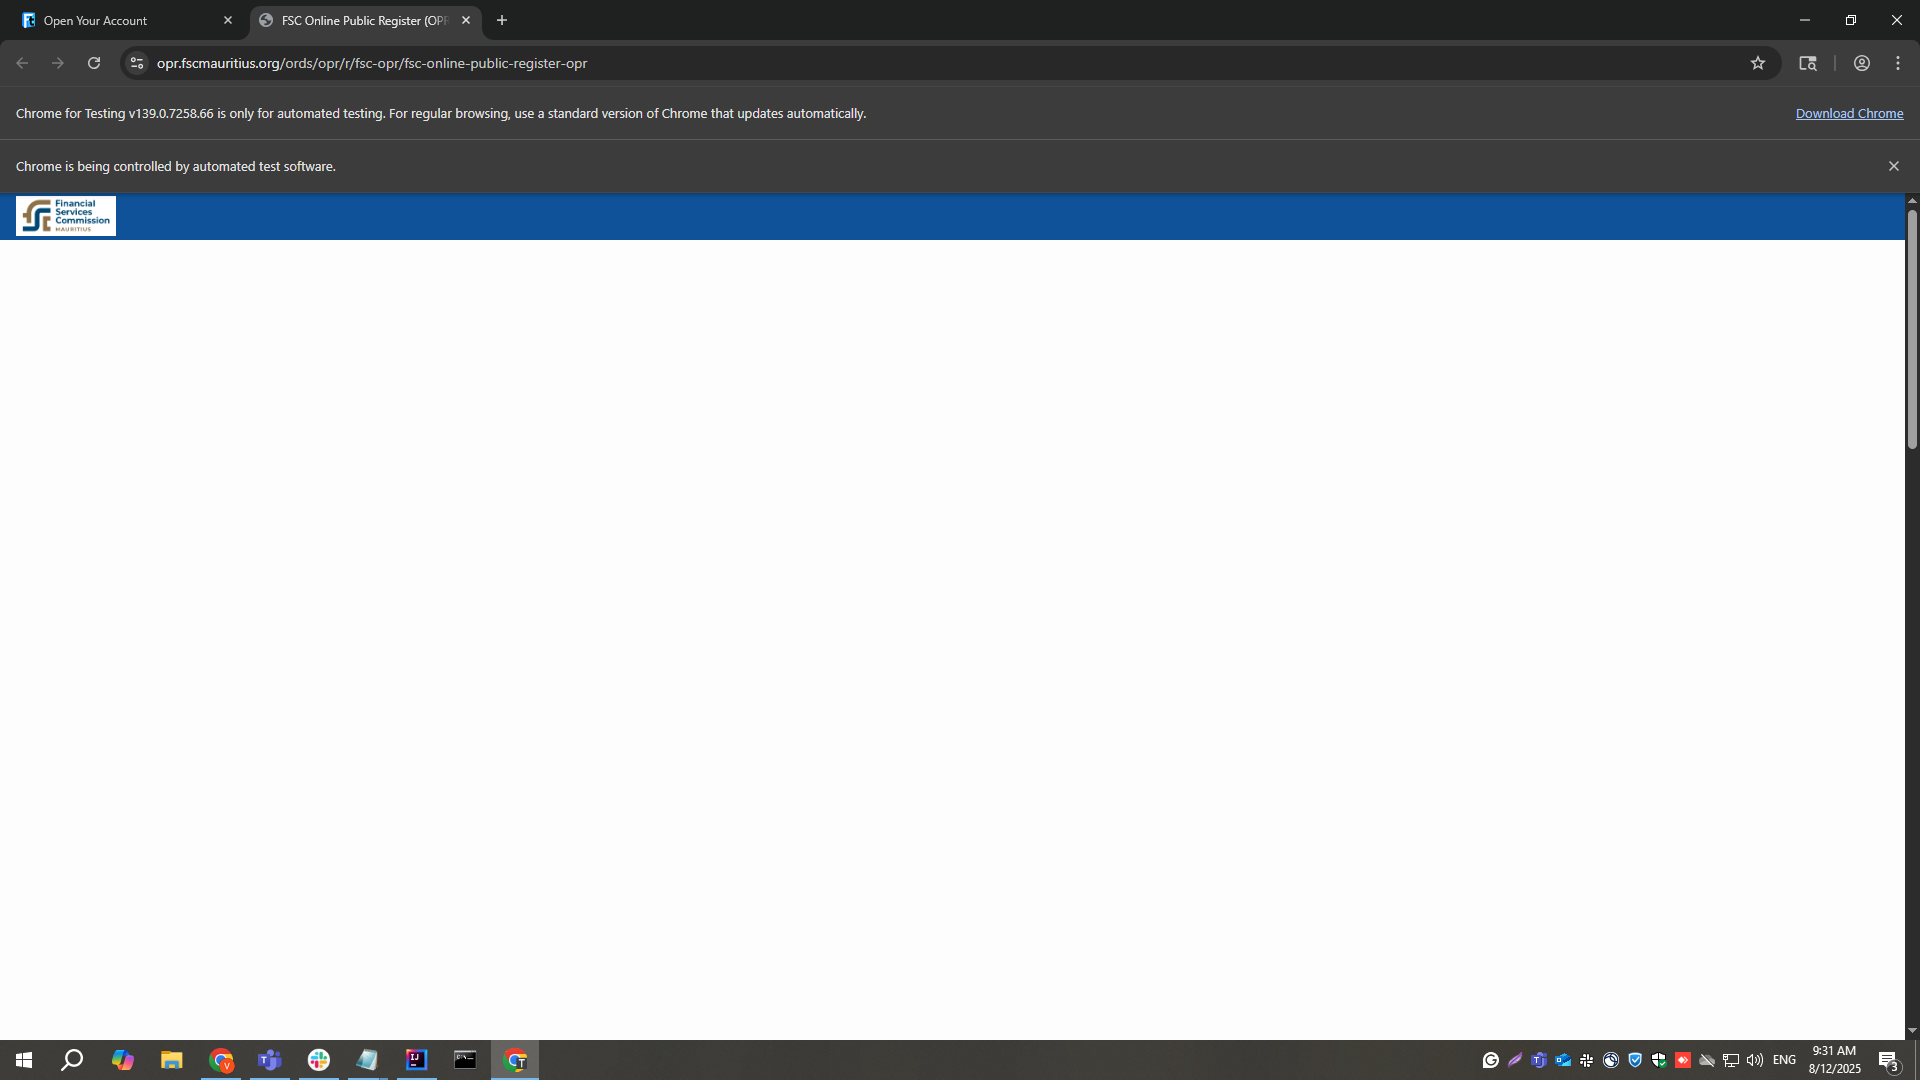 Open Your Account
FSC Online Public Register (OPR
opr.fscmauritius.org/ords/opr/r/fsc-opr/fsc-online-public-register-opr
Chrome for Testing v139.0.7258.66 is only for automated testing. For regular browsing, use a standard version of Chrome that updates automatically.
Download Chrome
Chrome is being controlled by automated test software.
Financial
Services
Commission
MAURITIUS
ENG
9:31 AM
8/12/2025
3